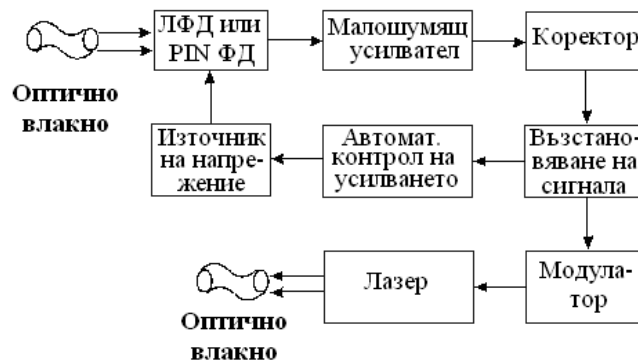 ЛФД или
PIN ФД
Малошумящ
усилвател
Коректор
Оптично
влакно
Източник
на напре-
жение
Автомат.
контрол на
усилването
Възстано-
вяване на
сигнала
Лазер
Модула-
тор
Оптично
влакно